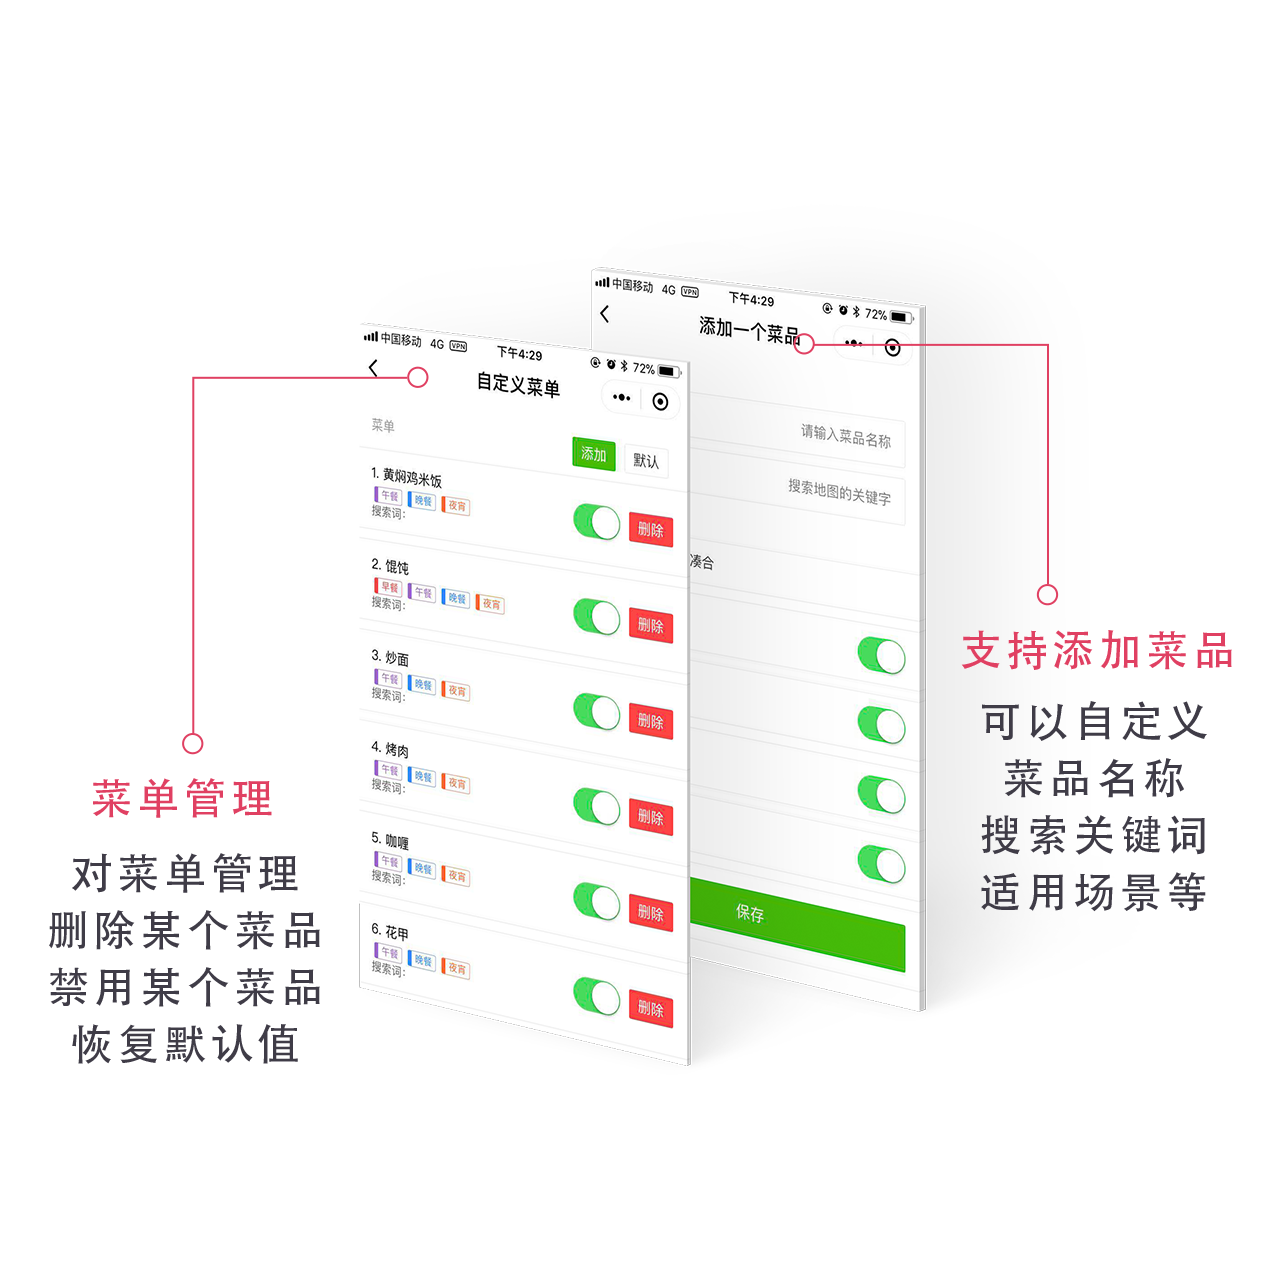 中国移动 4G VPN 下午4:29 72%
自定义菜单
菜单
添加 默认
1. 黄焖鸡米饭
午餐 晚餐 夜宵
搜索词:
删除
2. 馄饨
早餐 午餐 晚餐 夜宵
搜索词:
删除
3. 炒面
午餐 晚餐 夜宵
搜索词:
删除
4. 烤肉
午餐 晚餐 夜宵
搜索词:
删除
5. 咖喱
午餐 晚餐 夜宵
搜索词:
删除
6. 花甲
午餐 晚餐 夜宵
搜索词:
删除
中国移动 4G VPN 下午4:29 72%
添加一个菜品
请输入菜品名称
搜索地图的关键字
凑合
保存
菜单管理
对菜单管理
删除某个菜品
禁用某个菜品
恢复默认值
支持添加菜品
可以自定义
菜品名称
搜索关键词
适用场景等